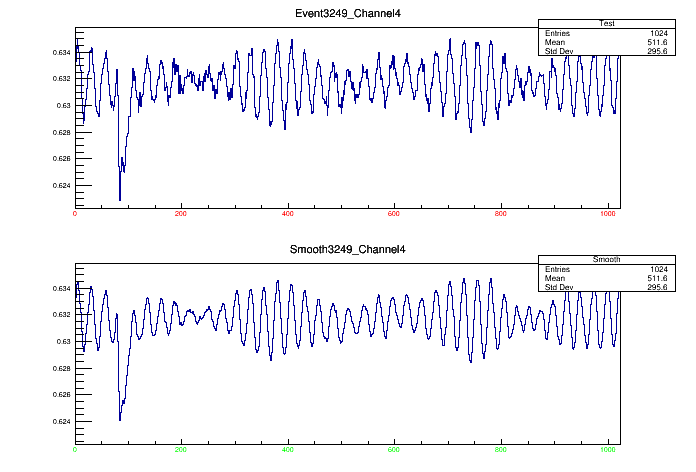 Event3249_Channel4
Test
Entries 1024
Mean 511.6
Std Dev 295.6
0.634
0.632
0.63
0.628
0.626
0.624
0 200 400 600 800 1000
Smooth3249_Channel4
Smooth
Entries 1024
Mean 511.6
Std Dev 295.6
0.634
0.632
0.63
0.628
0.626
0.624
0 200 400 600 800 1000